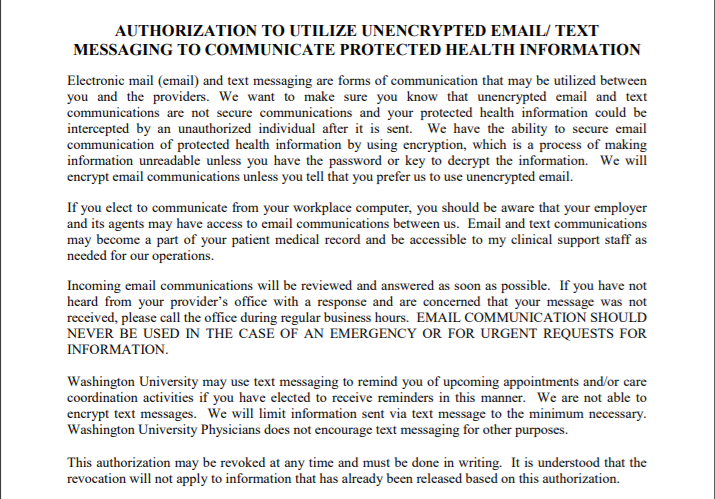 AUTHORIZATION TO UTILIZE UNENCRYPTED EMAIL/ TEXT
MESSAGING TO COMMUNICATE PROTECTED HEALTH INFORMATION
Electronic mail (email) and text messaging are forms of communication that may be utilized between
you and the providers. We want to make sure you know that unencrypted email and text
communications are not secure communications and your protected health information could be
intercepted by an unauthorized individual after it is sent. We have the ability to secure email
communication of protected health information by using encryption, which is a process of making
information unreadable unless you have the password or key to decrypt the information. We will
encrypt email communications unless you tell that you prefer us to use unencrypted email.
If you elect to communicate from your workplace computer, you should be aware that your employer
and its agents may have access to email communications between us. Email and text communications
may become a part of your patient medical record and be accessible to my clinical support staff as
needed for our operations.
Incoming email communications will be reviewed and answered as soon as possible. If you have not
heard from your provider's office with a response and are concerned that your message was not
received, please call the office during regular business hours. EMAIL COMMUNICATION SHOULD
NEVER BE USED IN THE CASE OF AN EMERGENCY OR FOR URGENT REQUESTS FOR
INFORMATION.
Washington University may use text messaging to remind you of upcoming appointments and/or care
coordination activities if you have elected to receive reminders in this manner. We are not able to
encrypt text messages. We will limit information sent via text message to the minimum necessary.
Washington University Physicians does not encourage text messaging for other purposes.
This authorization may be revoked at any time and must be done in writing. It is understood that the
revocation will not apply to information that has already been released based on this authorization.